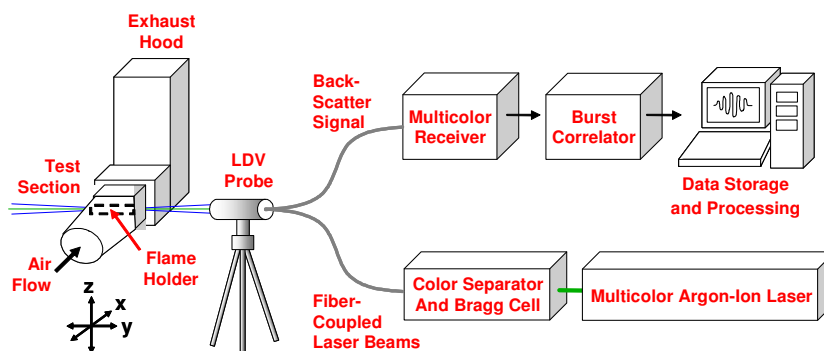 Exhaust
Hood
Back-
Scatter
Signal
Multicolor
Receiver
Burst
Correlator
Test
Section
LDV
Probe
Data Storage
and Processing
Air
Flow
Flame
Holder
z
x
y
Fiber-
Coupled
Laser Beams
Color Separator
And Bragg Cell
Multicolor Argon-Ion Laser